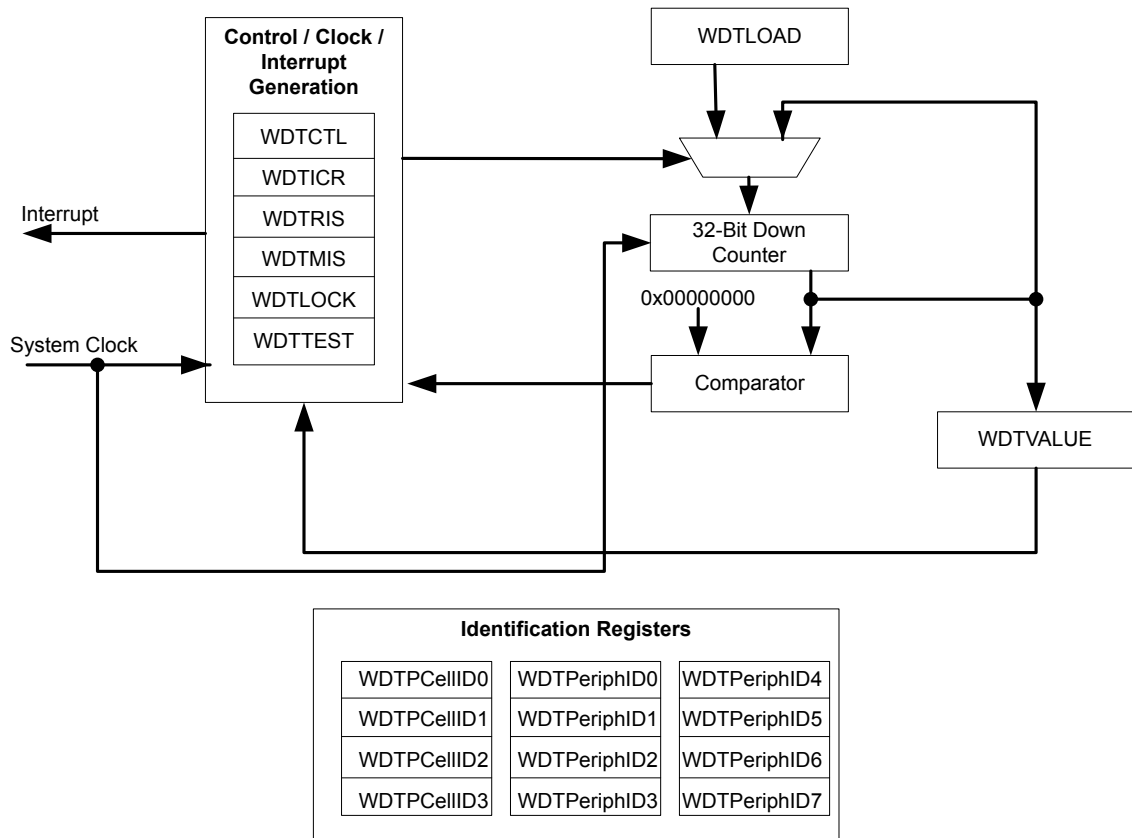 Control / Clock /
Interrupt
Generation
WDTCTL
WDTICR
WDTRIS
WDTMIS
WDTLOCK
WDTTEST
Interrupt
System Clock
WDTLOAD
32-Bit Down
Counter
0x00000000
Comparator
WDTVALUE
Identification Registers
WDTPCellID0 WDTPeriphID0 WDTPeriphID4
WDTPCellID1 WDTPeriphID1 WDTPeriphID5
WDTPCellID2 WDTPeriphID2 WDTPeriphID6
WDTPCellID3 WDTPeriphID3 WDTPeriphID7